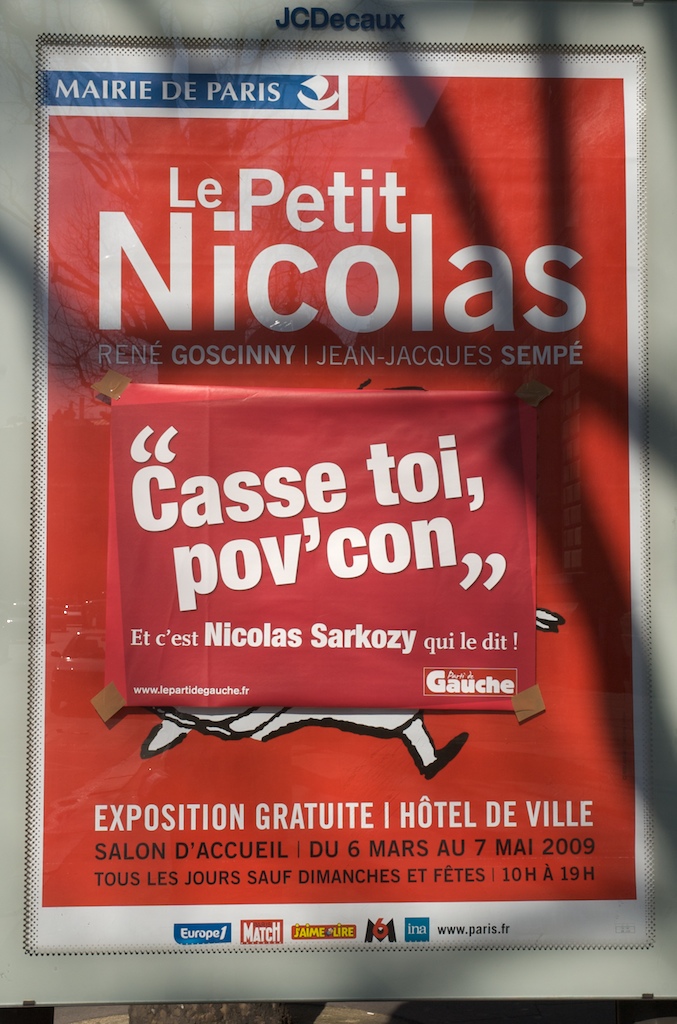 JCDecaux
MAIRIE DE PARIS
Le Petit
Nicolas
RENÉ GOSCINNY | JEAN-JACQUES SEMPÉ
“Casse toi,
pov’con„
Et c’est Nicolas Sarkozy qui le dit !
www.lepartidegauche.fr
Parti de
Gauche
EXPOSITION GRATUITE | HÔTEL DE VILLE
SALON D’ACCUEIL | DU 6 MARS AU 7 MAI 2009
TOUS LES JOURS SAUF DIMANCHES ET FÊTES | 10H À 19H
Europe1 MATCH J’AIME LIRE M6 ina www.paris.fr